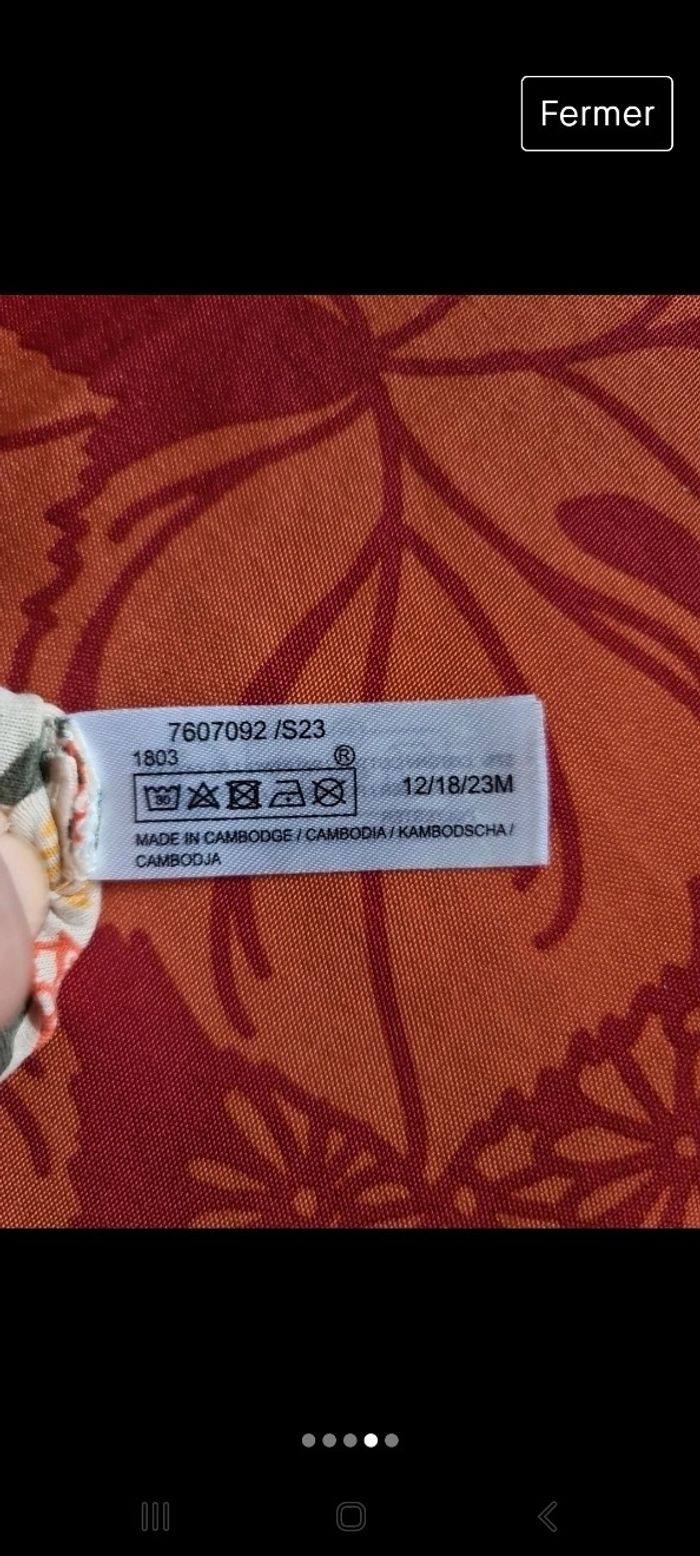 Fermer
7607092 /S23
1803
®
30
12/18/23M
MADE IN CAMBODGE / CAMBODIA / KAMBODSCHA /
CAMBODJA